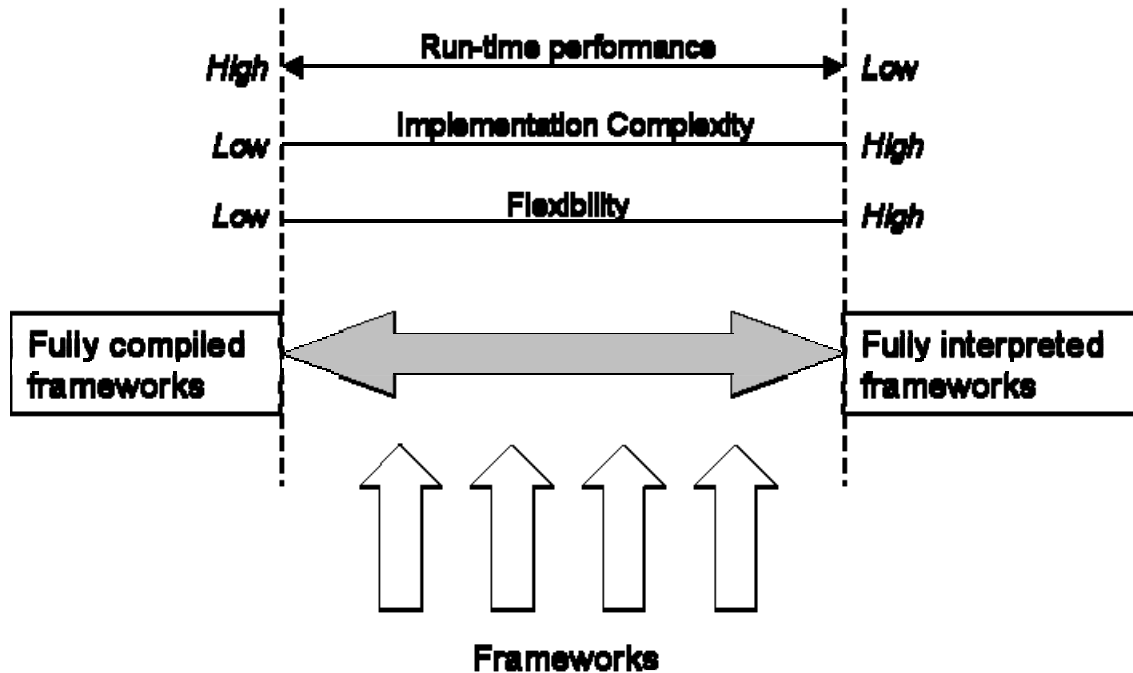 Run-time performance
High Low
Implementation Complexity
Low High
Flexibility
Low High
Fully compiled
frameworks
Fully interpreted
frameworks
Frameworks